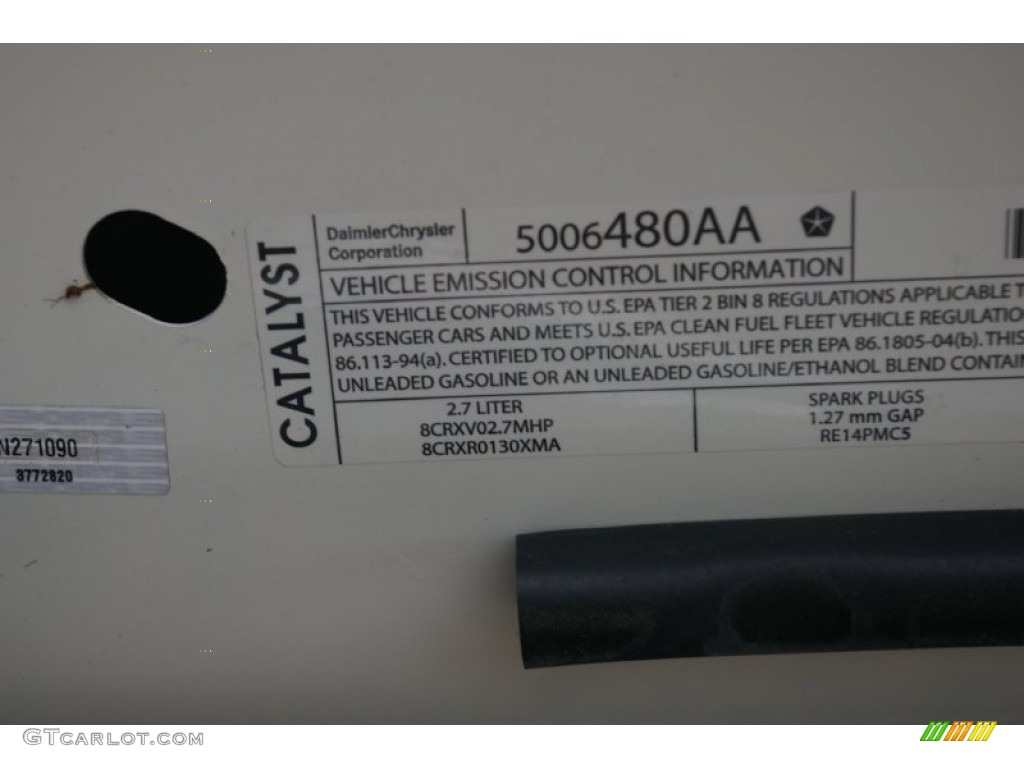 CATALYST
DaimlerChrysler
Corporation
5006480AA
VEHICLE EMISSION CONTROL INFORMATION
THIS VEHICLE CONFORMS TO U.S. EPA TIER 2 BIN 8 REGULATIONS APPLICABLE T
PASSENGER CARS AND MEETS U.S. EPA CLEAN FUEL FLEET VEHICLE REGULATIO
86.113-94(a). CERTIFIED TO OPTIONAL USEFUL LIFE PER EPA 86.1805-04(b). THIS
UNLEADED GASOLINE OR AN UNLEADED GASOLINE/ETHANOL BLEND CONTAI
2.7 LITER
8CRXV02.7MHP
8CRXR0130XMA
SPARK PLUGS
1.27 mm GAP
RE14PMC5
N271090
3772820
GTCARLOT.COM